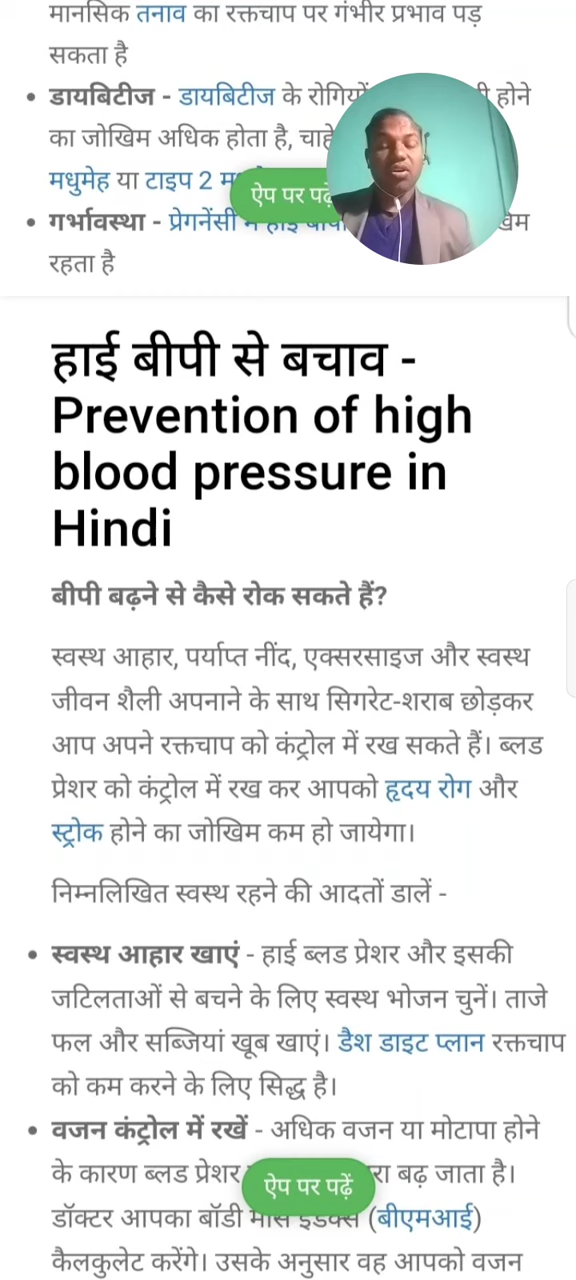 मानसिक तनाव का रक्तचाप पर गंभीर प्रभाव पड़
सकता है
• डायबिटीज - डायबिटीज के रोगियों होने
का जोखिम अधिक होता है, चाहे
मधुमेह या टाइप 2
ऐप पर पढ़ें
• गर्भावस्था - प्रेगनेंसी में हाई
रहता है
हाई बीपी से बचाव -
Prevention of high
blood pressure in
Hindi
बीपी बढ़ने से कैसे रोक सकते हैं?
स्वस्थ आहार, पर्याप्त नींद, एक्सरसाइज और स्वस्थ
जीवन शैली अपनाने के साथ सिगरेट-शराब छोड़कर
आप अपने रक्तचाप को कंट्रोल में रख सकते हैं। ब्लड
प्रेशर को कंट्रोल में रख कर आपको हृदय रोग और
स्ट्रोक होने का जोखिम कम हो जायेगा।
निम्नलिखित स्वस्थ रहने की आदतों डालें -
• स्वस्थ आहार खाएं - हाई ब्लड प्रेशर और इसकी
जटिलताओं से बचने के लिए स्वस्थ भोजन चुनें। ताजे
फल और सब्जियां खूब खाएं। डैश डाइट प्लान रक्तचाप
को कम करने के लिए सिद्ध है।
• वजन कंट्रोल में रखें - अधिक वजन या मोटापा होने
के कारण ब्लड प्रेशर बढ़ जाता है।
ऐप पर पढ़ें
डॉक्टर आपका बॉडी मास इंडेक्स (बीएमआई)
कैलकुलेट करेंगे। उसके अनुसार वह आपको वजन